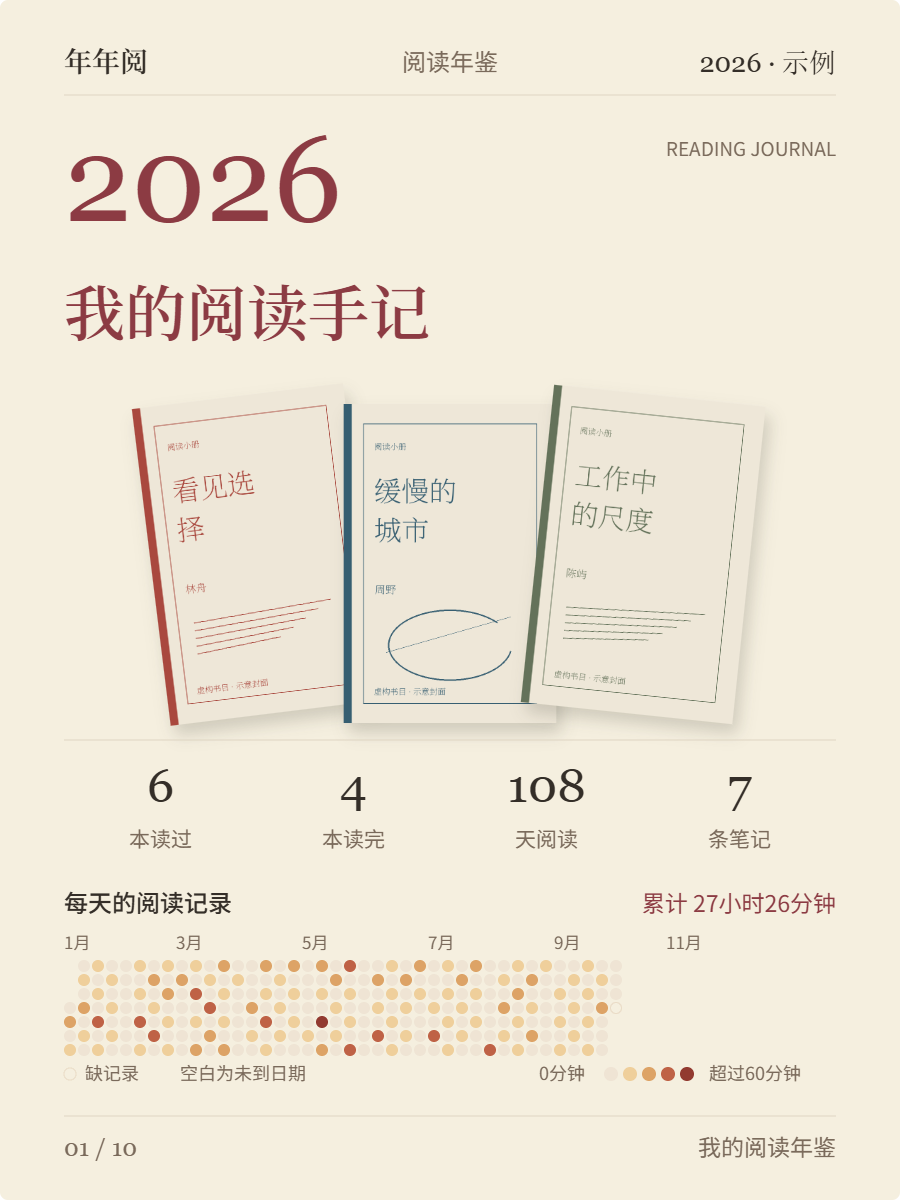 年年阅
阅读年鉴
2026 · 示例
2026
READING JOURNAL
我的阅读手记
阅读小册
看见选
择
林舟
虚构书目 · 示意封面
阅读小册
缓慢的
城市
周野
虚构书目 · 示意封面
阅读小册
工作中
的尺度
陈屿
虚构书目 · 示意封面
6
本读过
4
本读完
108
天阅读
7
条笔记
每天的阅读记录
累计 27小时26分钟
1月 3月 5月 7月 9月 11月
缺记录 空白为未到日期 0分钟 超过60分钟
01 / 10
我的阅读年鉴